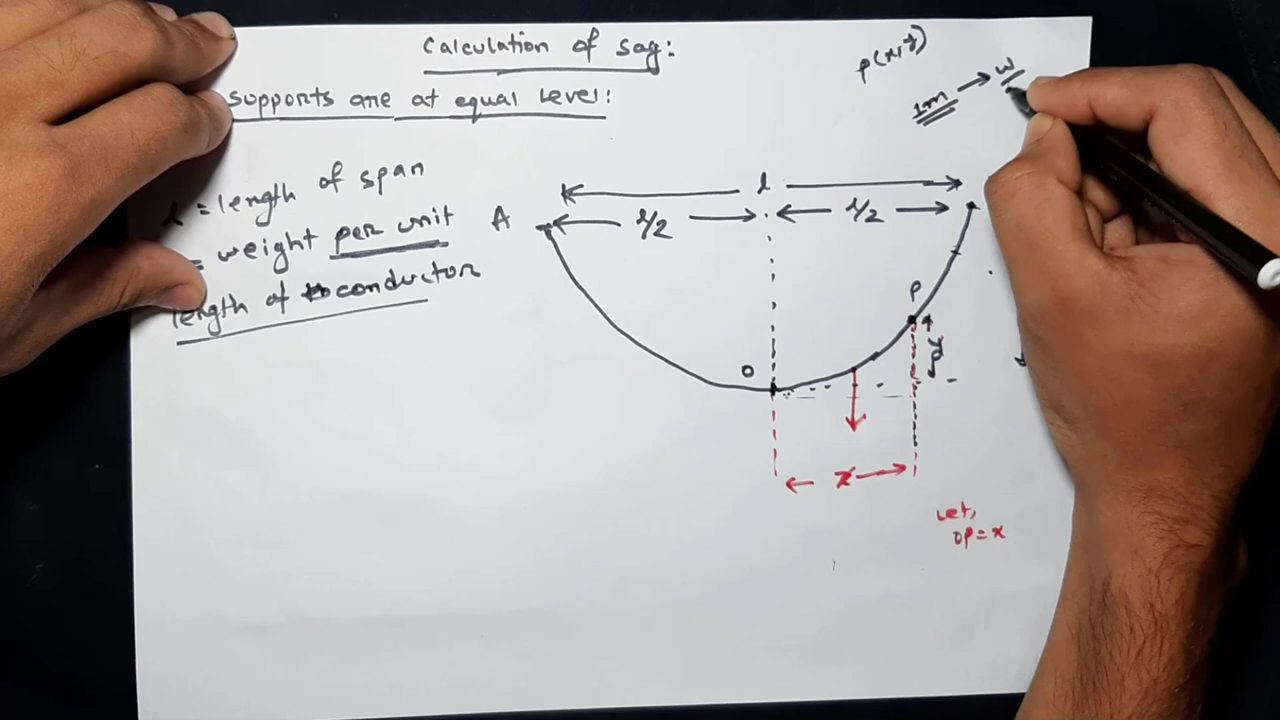 Calculation of sag:
supports are at equal Level:
P(x,y)
1m → w
l = length of span
= weight per unit
length of conductor
l
A
l/2
l/2
P
y
O
x
Let,
OP = x